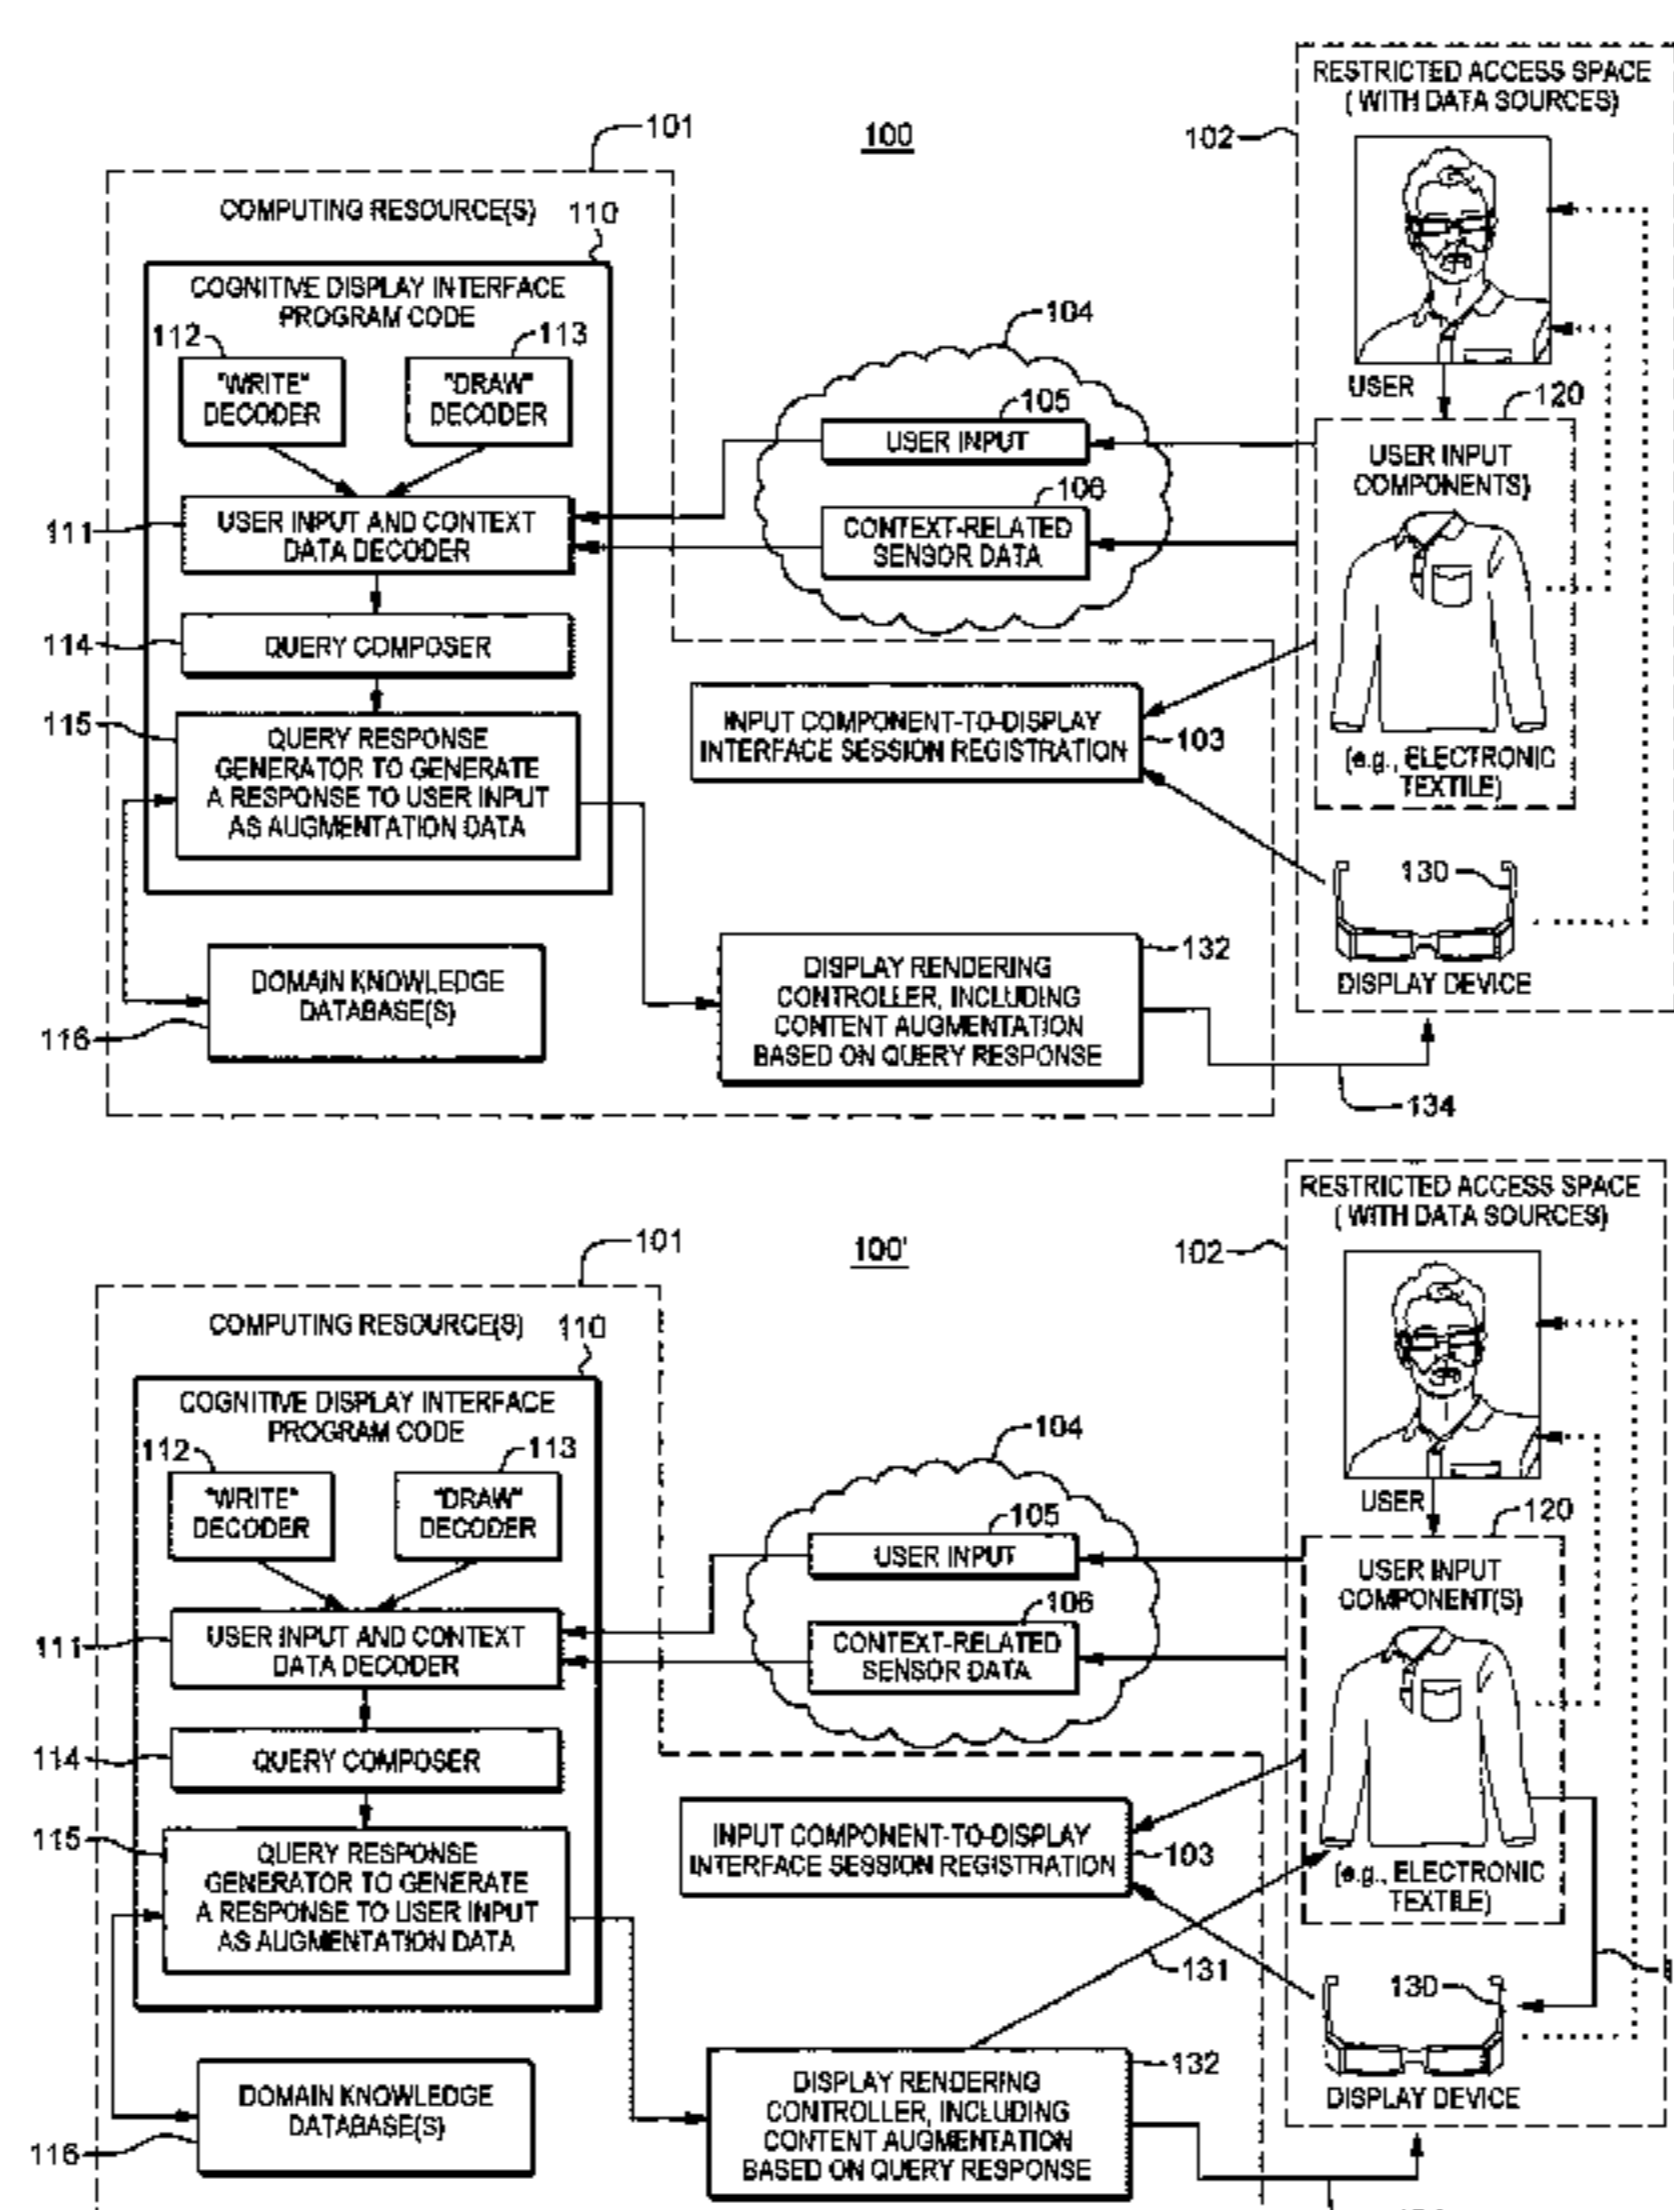 RESTRICTED ACCESS SPACE
( WITH DATA SOURCES)
101
100
102
COMPUTING RESOURCE(S)
110
COGNITIVE DISPLAY INTERFACE
PROGRAM CODE
112
113
"WRITE"
DECODER
"DRAW"
DECODER
104
105
USER INPUT
106
CONTEXT-RELATED
SENSOR DATA
USER
120
USER INPUT
COMPONENTS)
111
USER INPUT AND CONTEXT
DATA DECODER
114
QUERY COMPOSER
115
QUERY RESPONSE
GENERATOR TO GENERATE
A RESPONSE TO USER INPUT
AS AUGMENTATION DATA
INPUT COMPONENT-TO-DISPLAY
INTERFACE SESSION REGISTRATION
103
(e.g., ELECTRONIC
TEXTILE)
130
DISPLAY DEVICE
DOMAIN KNOWLEDGE
DATABASE(S)
116
132
DISPLAY RENDERING
CONTROLLER, INCLUDING
CONTENT AUGMENTATION
BASED ON QUERY RESPONSE
134
RESTRICTED ACCESS SPACE
( WITH DATA SOURCES)
101
100'
102
COMPUTING RESOURCE(S)
110
COGNITIVE DISPLAY INTERFACE
PROGRAM CODE
112
113
"WRITE"
DECODER
"DRAW"
DECODER
104
105
USER INPUT
106
CONTEXT-RELATED
SENSOR DATA
USER
120
USER INPUT
COMPONENT(S)
111
USER INPUT AND CONTEXT
DATA DECODER
114
QUERY COMPOSER
115
QUERY RESPONSE
GENERATOR TO GENERATE
A RESPONSE TO USER INPUT
AS AUGMENTATION DATA
INPUT COMPONENT-TO-DISPLAY
INTERFACE SESSION REGISTRATION
103
(e.g., ELECTRONIC
TEXTILE)
131
130
DISPLAY DEVICE
DOMAIN KNOWLEDGE
DATABASE(S)
116
132
DISPLAY RENDERING
CONTROLLER, INCLUDING
CONTENT AUGMENTATION
BASED ON QUERY RESPONSE